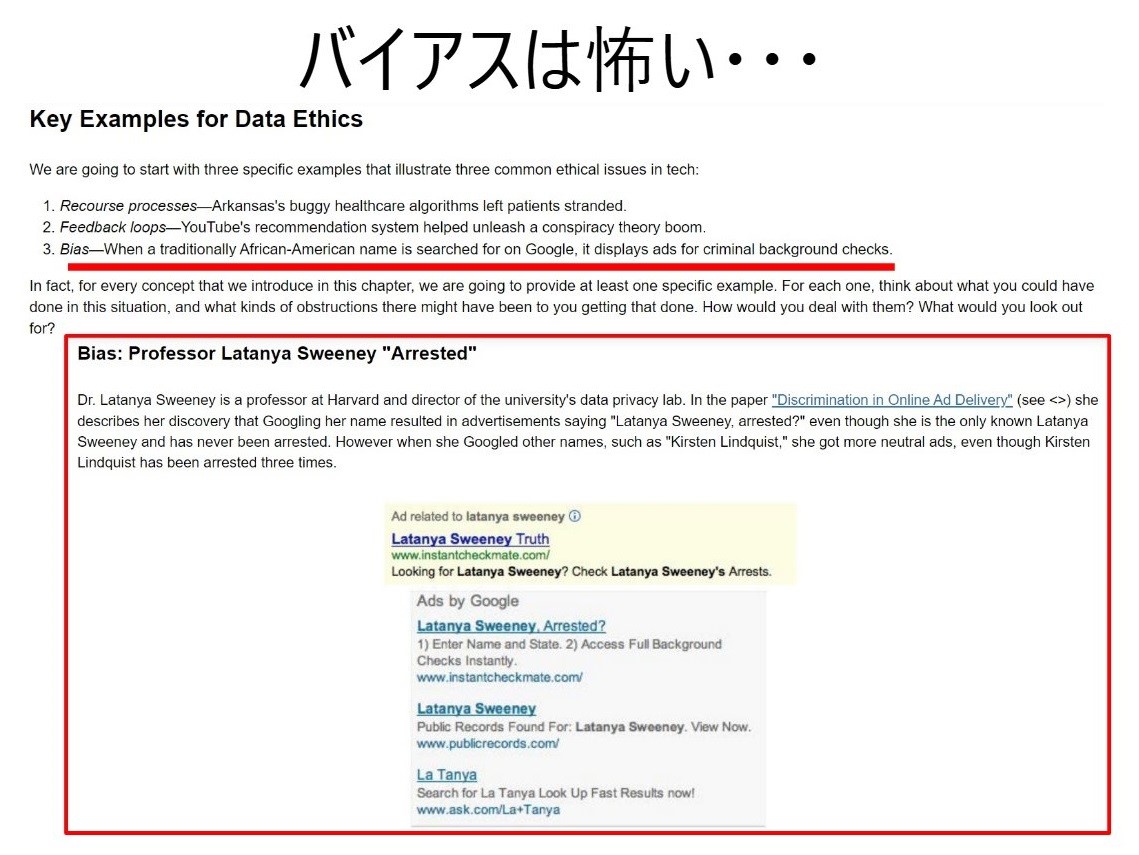 バイアスは怖い・・・
Key Examples for Data Ethics
We are going to start with three specific examples that illustrate three common ethical issues in tech:
1. Recourse processes—Arkansas's buggy healthcare algorithms left patients stranded.
2. Feedback loops—YouTube's recommendation system helped unleash a conspiracy theory boom.
3. Bias—When a traditionally African-American name is searched for on Google, it displays ads for criminal background checks.
In fact, for every concept that we introduce in this chapter, we are going to provide at least one specific example. For each one, think about what you could have
done in this situation, and what kinds of obstructions there might have been to you getting that done. How would you deal with them? What would you look out
for?
Bias: Professor Latanya Sweeney "Arrested"
Dr. Latanya Sweeney is a professor at Harvard and director of the university's data privacy lab. In the paper "Discrimination in Online Ad Delivery" (see <>) she
describes her discovery that Googling her name resulted in advertisements saying "Latanya Sweeney, arrested?" even though she is the only known Latanya
Sweeney and has never been arrested. However when she Googled other names, such as "Kirsten Lindquist," she got more neutral ads, even though Kirsten
Lindquist has been arrested three times.
Ad related to latanya sweeney ⓘ
Latanya Sweeney Truth
www.instantcheckmate.com/
Looking for Latanya Sweeney? Check Latanya Sweeney's Arrests.
Ads by Google
Latanya Sweeney, Arrested?
1) Enter Name and State. 2) Access Full Background
Checks Instantly.
www.instantcheckmate.com/
Latanya Sweeney
Public Records Found For: Latanya Sweeney. View Now.
www.publicrecords.com/
La Tanya
Search for La Tanya Look Up Fast Results now!
www.ask.com/La+Tanya